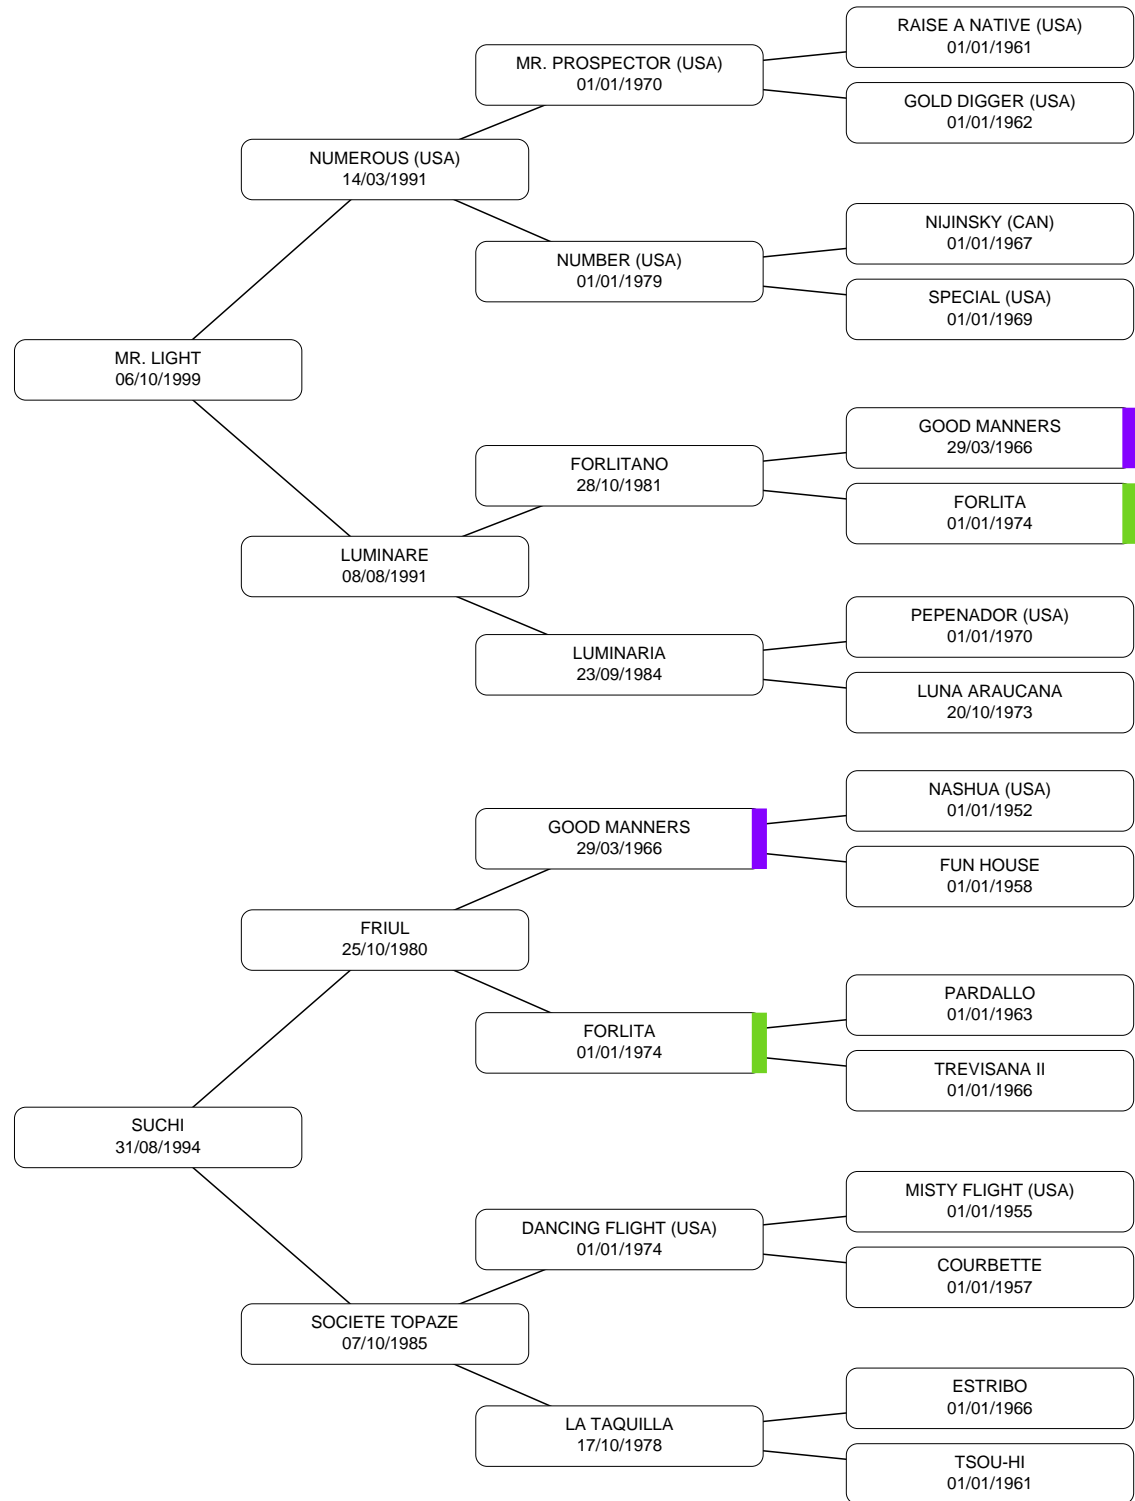 RAISE A NATIVE (USA)
01/01/1961
MR. PROSPECTOR (USA)
01/01/1970
GOLD DIGGER (USA)
01/01/1962
NUMEROUS (USA)
14/03/1991
NIJINSKY (CAN)
01/01/1967
NUMBER (USA)
01/01/1979
SPECIAL (USA)
01/01/1969
MR. LIGHT
06/10/1999
GOOD MANNERS
29/03/1966
FORLITANO
28/10/1981
FORLITA
01/01/1974
LUMINARE
08/08/1991
PEPENADOR (USA)
01/01/1970
LUMINARIA
23/09/1984
LUNA ARAUCANA
20/10/1973
NASHUA (USA)
01/01/1952
GOOD MANNERS
29/03/1966
FUN HOUSE
01/01/1958
FRIUL
25/10/1980
PARDALLO
01/01/1963
FORLITA
01/01/1974
TREVISANA II
01/01/1966
SUCHI
31/08/1994
MISTY FLIGHT (USA)
01/01/1955
DANCING FLIGHT (USA)
01/01/1974
COURBETTE
01/01/1957
SOCIETE TOPAZE
07/10/1985
ESTRIBO
01/01/1966
LA TAQUILLA
17/10/1978
TSOU-HI
01/01/1961